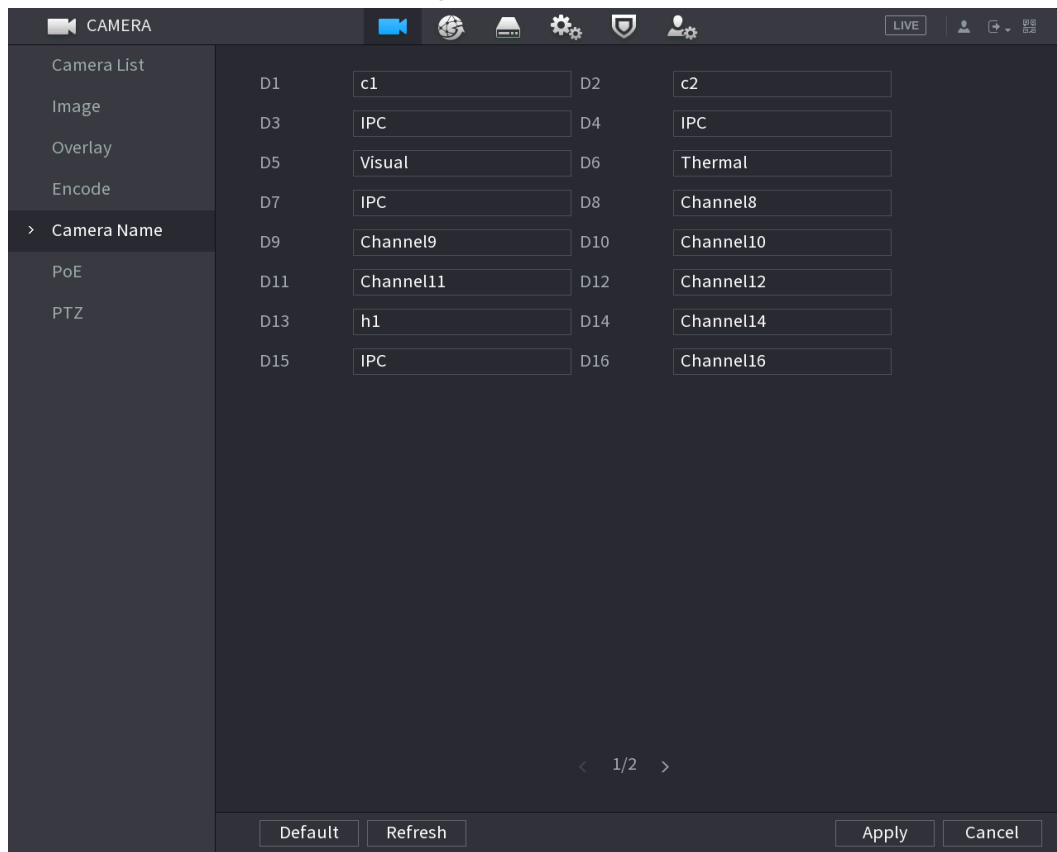 CAMERA LIVE
Camera List
Image
Overlay
Encode
Camera Name
PoE
PTZ
D1 c1 D2 c2
D3 IPC D4 IPC
D5 Visual D6 Thermal
D7 IPC D8 Channel8
D9 Channel9 D10 Channel10
D11 Channel11 D12 Channel12
D13 h1 D14 Channel14
D15 IPC D16 Channel16
< 1/2 >
Default Refresh Apply Cancel